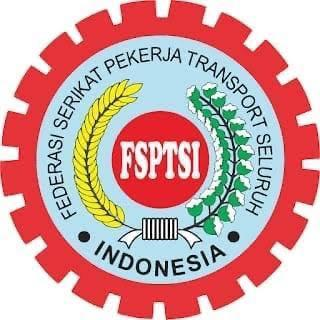 FEDERASI SERIKAT PEKERJA TRANSPORT SELURUH
FSPTSI
• INDONESIA •